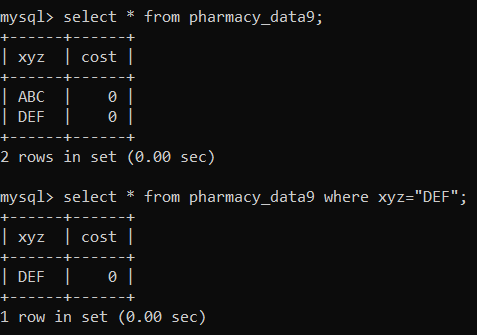 mysql> select * from pharmacy_data9;
+------+------+
| xyz  | cost |
+------+------+
| ABC  |    0 |
| DEF  |    0 |
+------+------+
2 rows in set (0.00 sec)
mysql> select * from pharmacy_data9 where xyz="DEF";
+------+------+
| xyz  | cost |
+------+------+
| DEF  |    0 |
+------+------+
1 row in set (0.00 sec)